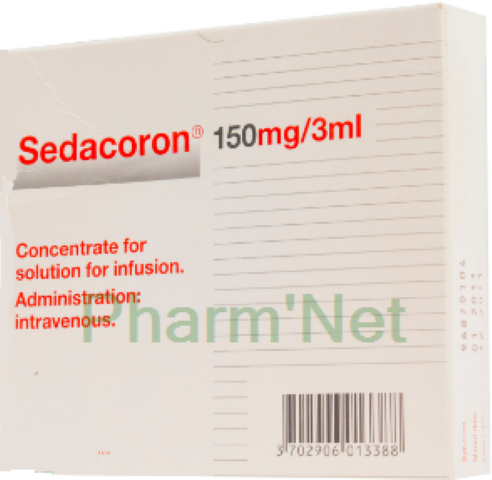 Sedacoron® 150mg/3ml
Concentrate for
solution for infusion.
Administration:
intravenous.
Pharm'Net
3 702906 013388